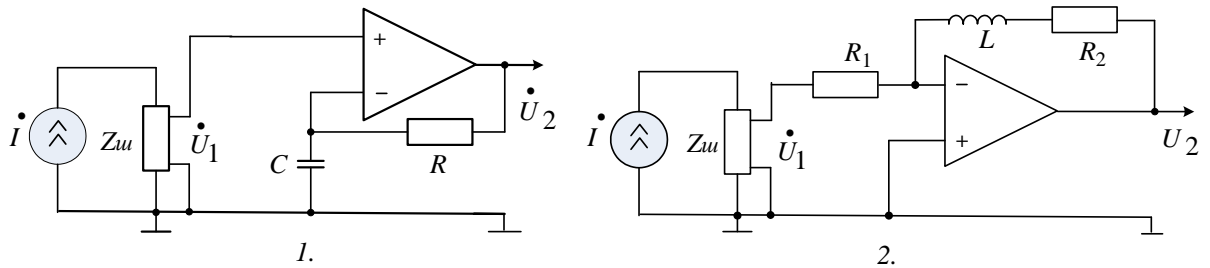 İ
Zш
U̇1
+
−
C
R
U̇2
1.
İ
Zш
U̇1
R1
L
R2
−
+
U2
2.